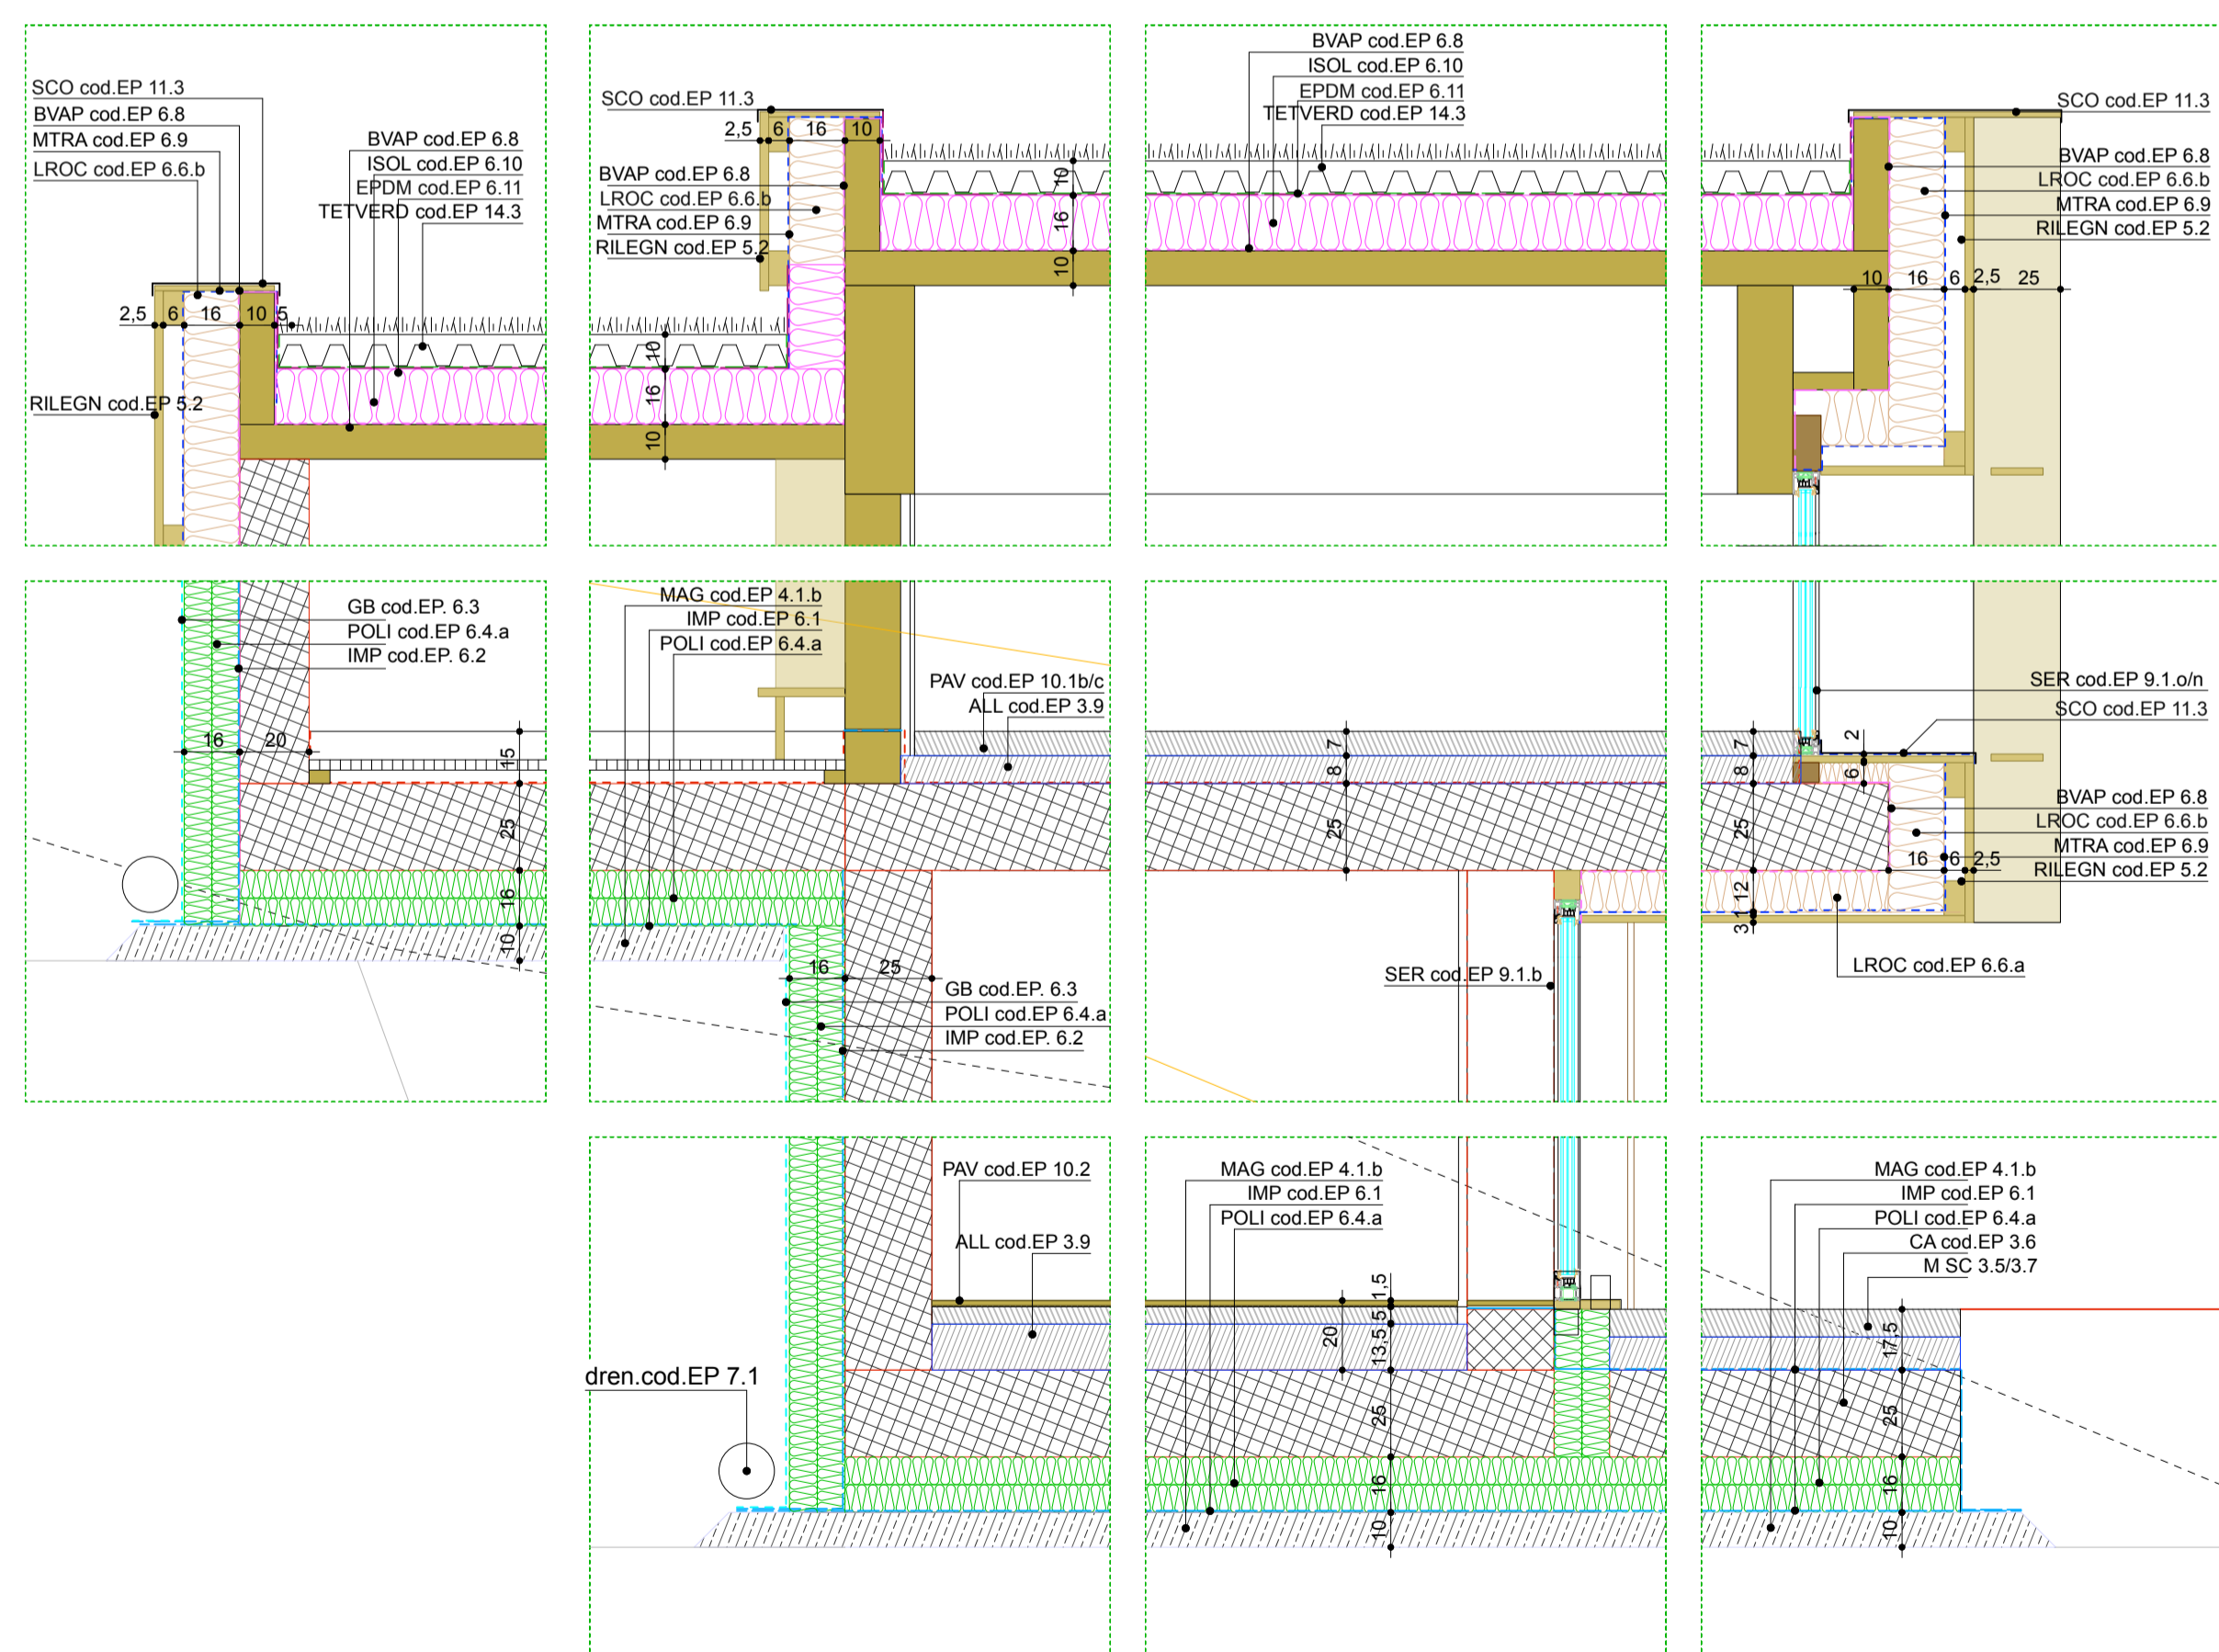 SCO cod.EP 11.3
BVAP cod.EP 6.8
MTRA cod.EP 6.9
LROC cod.EP 6.6.b
BVAP cod.EP 6.8
ISOL cod.EP 6.10
EPDM cod.EP 6.11
TETVERD cod.EP 14.3
2,5 6 16 10 5
RILEGN cod.EP 5.2
SCO cod.EP 11.3
2,5 6 16 10
BVAP cod.EP 6.8
LROC cod.EP 6.6.b
MTRA cod.EP 6.9
RILEGN cod.EP 5.2
10
16
10
10
16
10
BVAP cod.EP 6.8
ISOL cod.EP 6.10
EPDM cod.EP 6.11
TETVERD cod.EP 14.3
SCO cod.EP 11.3
BVAP cod.EP 6.8
LROC cod.EP 6.6.b
MTRA cod.EP 6.9
RILEGN cod.EP 5.2
10 16 6 2,5 25
GB cod.EP. 6.3
POLI cod.EP 6.4.a
IMP cod.EP. 6.2
16 20
15
25
16
10
MAG cod.EP 4.1.b
IMP cod.EP 6.1
POLI cod.EP 6.4.a
PAV cod.EP 10.1b/c
ALL cod.EP 3.9
16 25
GB cod.EP. 6.3
POLI cod.EP 6.4.a
IMP cod.EP. 6.2
7
8
25
SER cod.EP 9.1.b
SER cod.EP 9.1.o/n
SCO cod.EP 11.3
7
8
25
12
1
3
2
6
BVAP cod.EP 6.8
LROC cod.EP 6.6.b
MTRA cod.EP 6.9
16 6 2,5
RILEGN cod.EP 5.2
LROC cod.EP 6.6.a
PAV cod.EP 10.2
ALL cod.EP 3.9
dren.cod.EP 7.1
MAG cod.EP 4.1.b
IMP cod.EP 6.1
POLI cod.EP 6.4.a
20
1,5
5
13,5
25
16
10
MAG cod.EP 4.1.b
IMP cod.EP 6.1
POLI cod.EP 6.4.a
CA cod.EP 3.6
M SC 3.5/3.7
17,5
25
16
10